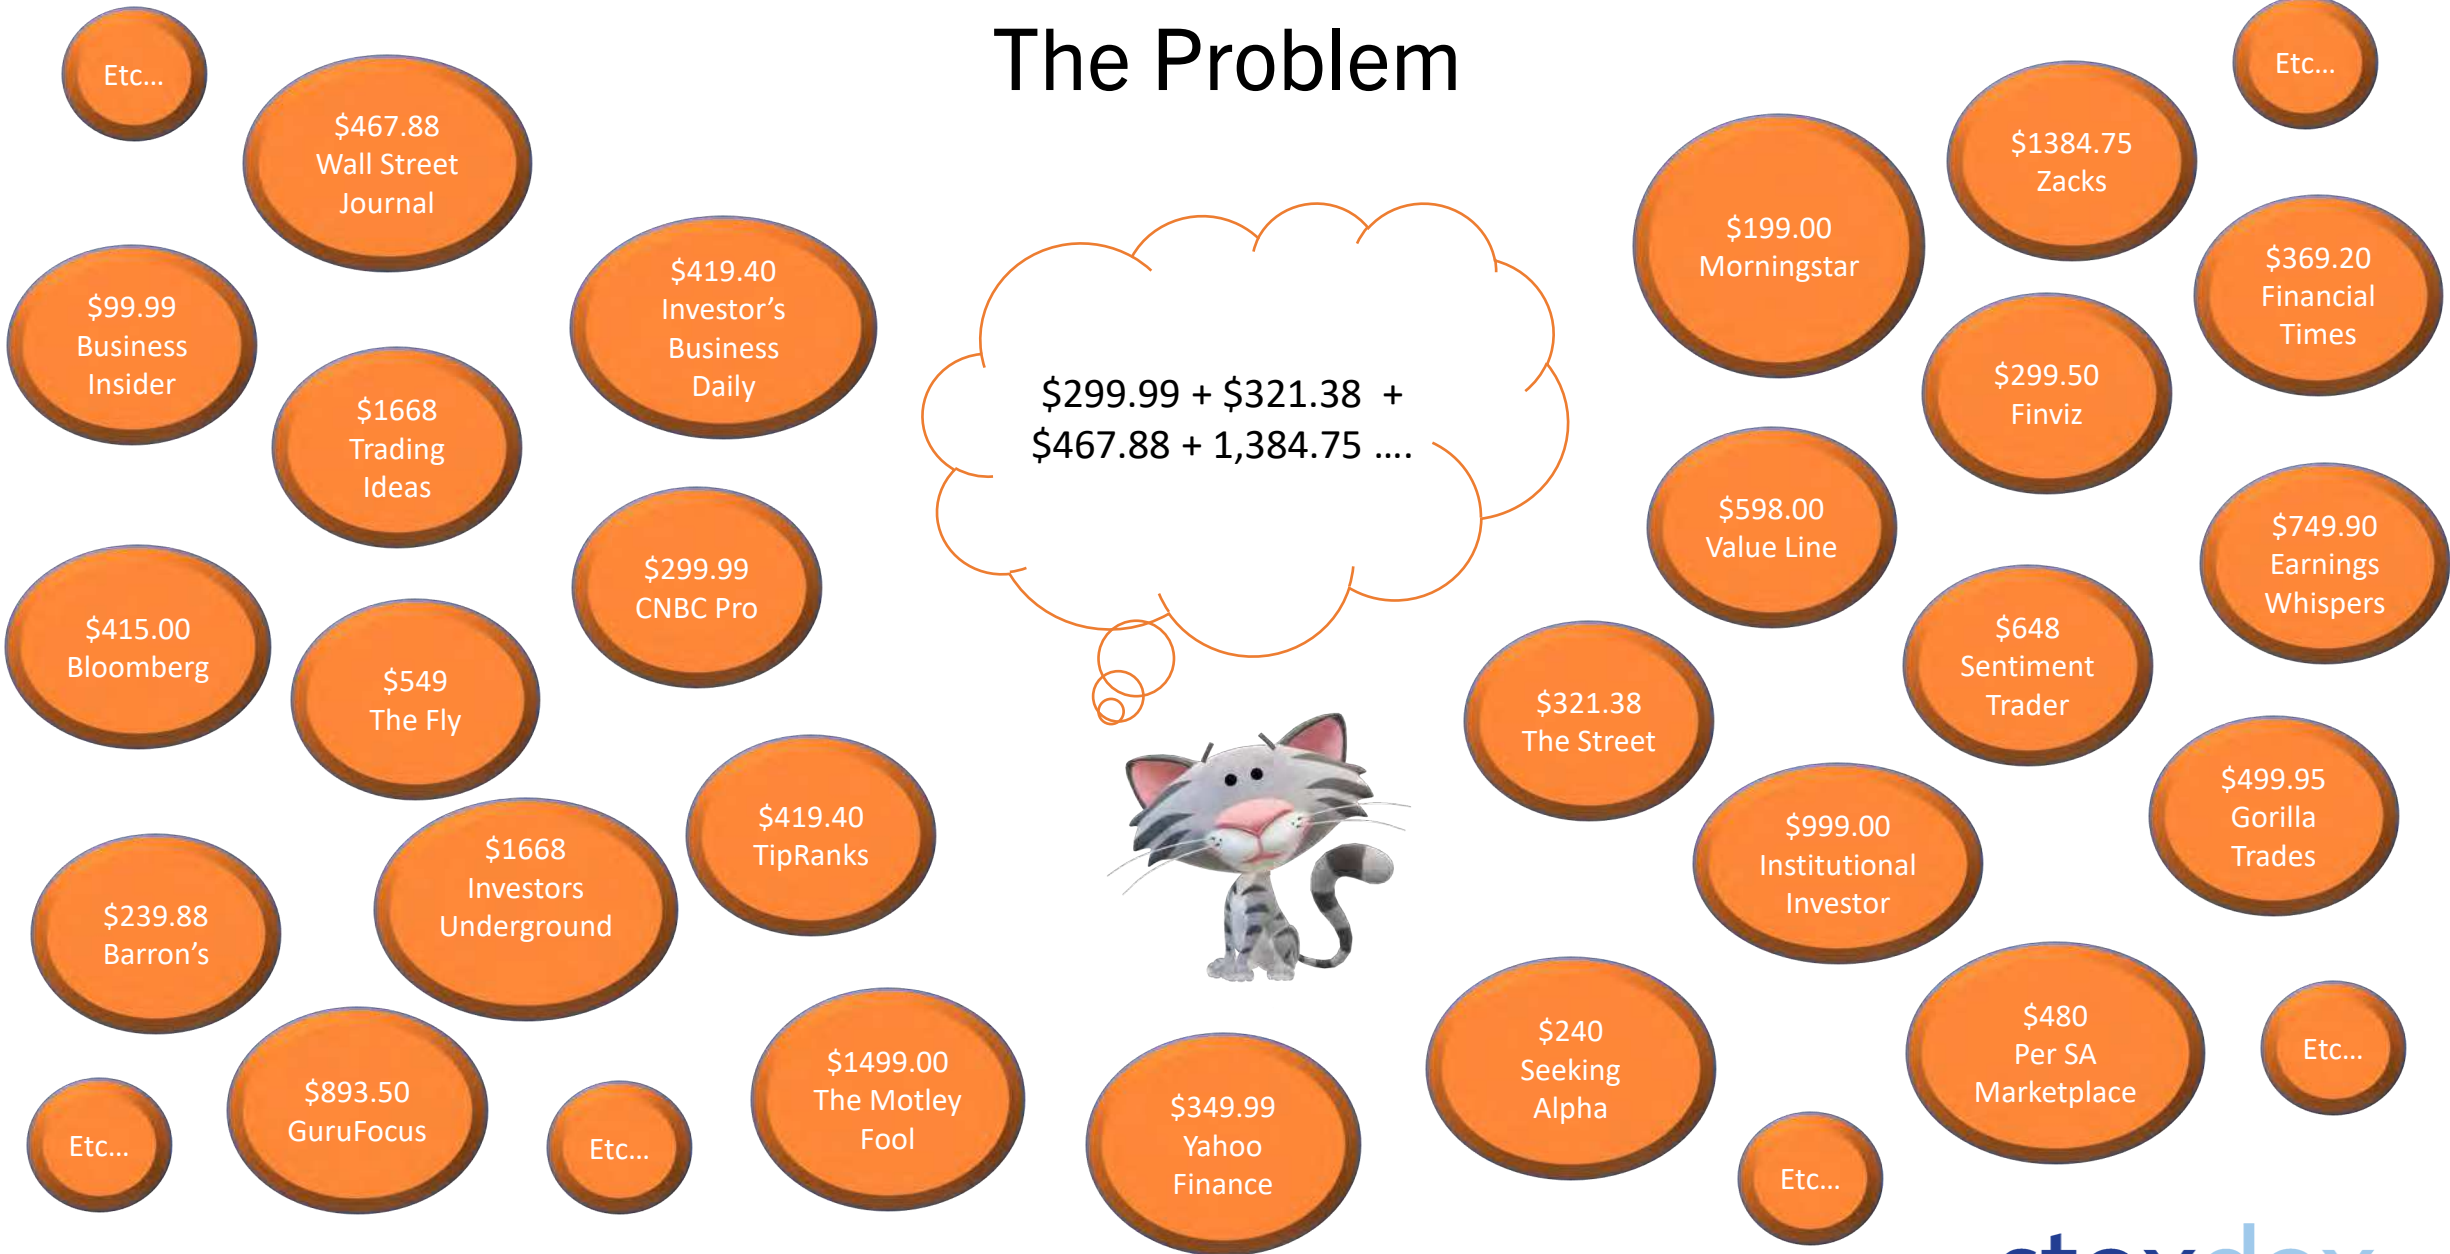 The Problem
Etc...
$467.88
Wall Street
Journal
$99.99
Business
Insider
$419.40
Investor's
Business
Daily
$1668
Trading
Ideas
$415.00
Bloomberg
$299.99
CNBC Pro
$549
The Fly
$419.40
TipRanks
$1668
Investors
Underground
$239.88
Barron's
$893.50
GuruFocus
Etc...
Etc...
$1499.00
The Motley
Fool
$299.99 + $321.38 +
$467.88 + 1,384.75 ....
$349.99
Yahoo
Finance
Etc...
$1384.75
Zacks
$199.00
Morningstar
$369.20
Financial
Times
$299.50
Finviz
$598.00
Value Line
$749.90
Earnings
Whispers
$648
Sentiment
Trader
$321.38
The Street
$499.95
Gorilla
Trades
$999.00
Institutional
Investor
$240
Seeking
Alpha
$480
Per SA
Marketplace
Etc...
Etc...